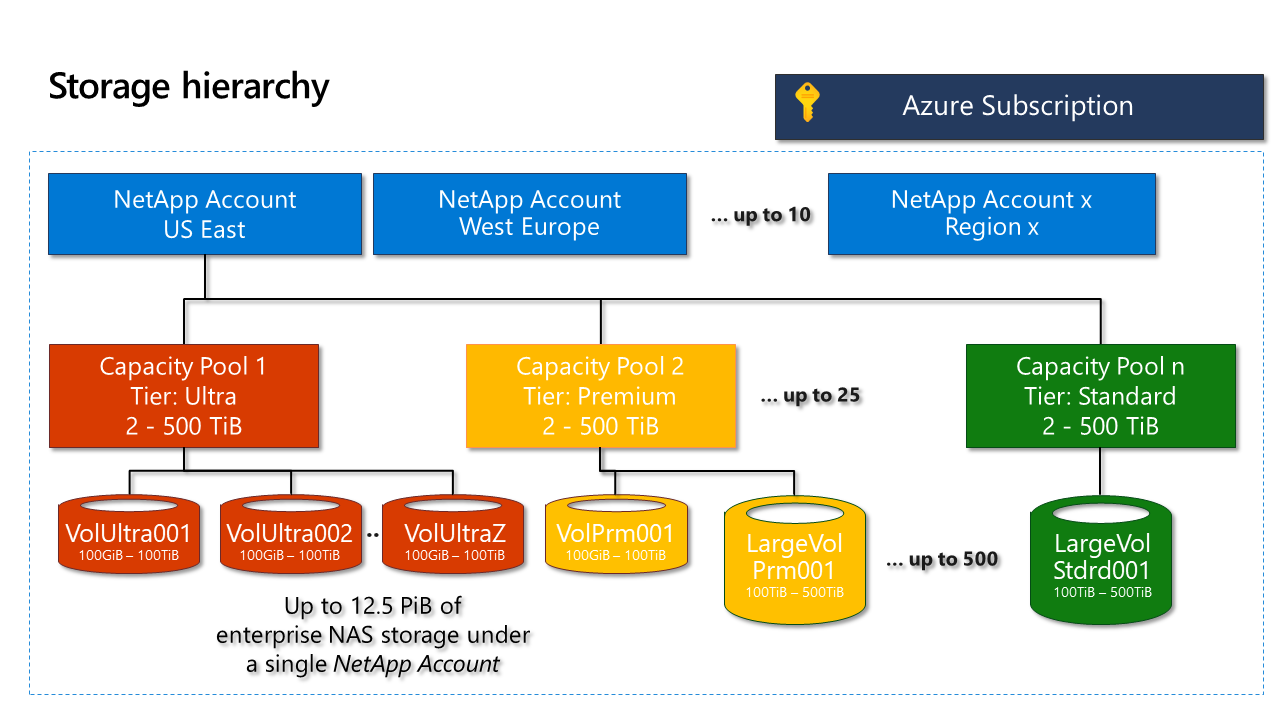 Storage hierarchy
Azure Subscription
NetApp Account
US East
NetApp Account
West Europe
... up to 10
NetApp Account x
Region x
Capacity Pool 1
Tier: Ultra
2 - 500 TiB
Capacity Pool 2
Tier: Premium
2 - 500 TiB
... up to 25
Capacity Pool n
Tier: Standard
2 - 500 TiB
VolUltra001
100GiB – 100TiB
VolUltra002
100GiB – 100TiB
..
VolUltraZ
100GiB – 100TiB
VolPrm001
100GiB – 100TiB
LargeVol
Prm001
100TiB – 500TiB
... up to 500
LargeVol
Stdrd001
100TiB – 500TiB
Up to 12.5 PiB of
enterprise NAS storage under
a single NetApp Account